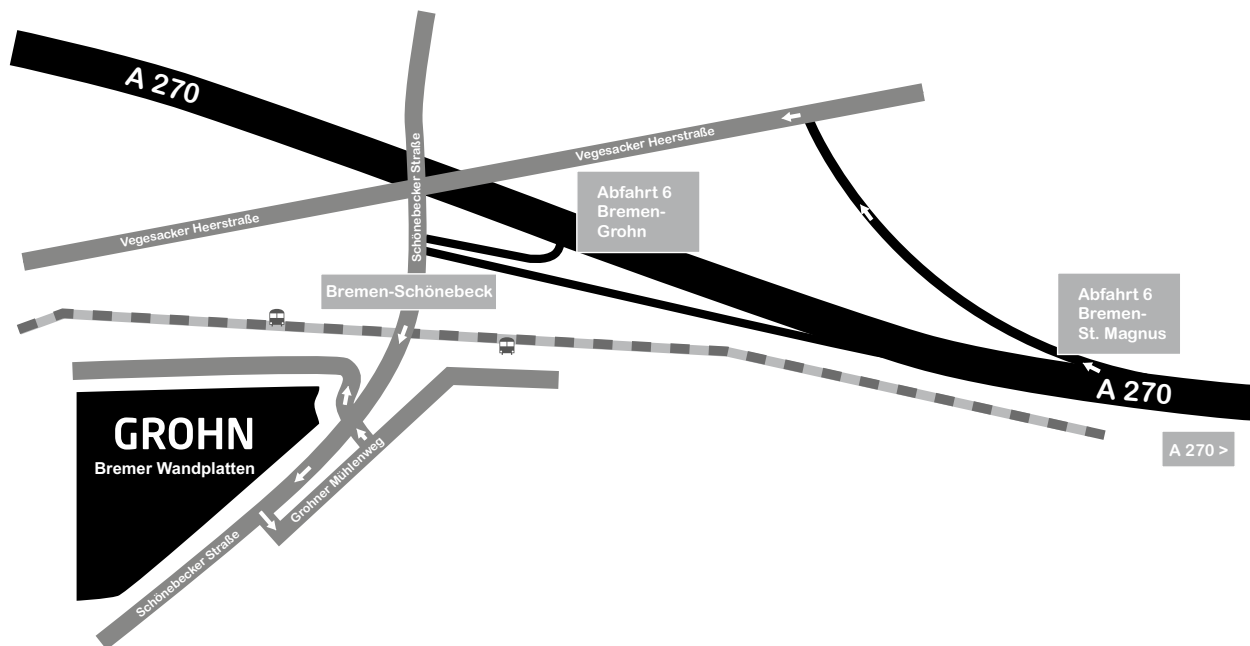 A 270
Schönebecker Straße
Vegesacker Heerstraße
Vegesacker Heerstraße
Abfahrt 6
Bremen-
Grohn
Bremen-Schönebeck
Abfahrt 6
Bremen-
St. Magnus
A 270
A 270 >
GROHN
Bremer Wandplatten
Grohner Mühlenweg
Schönebecker Straße